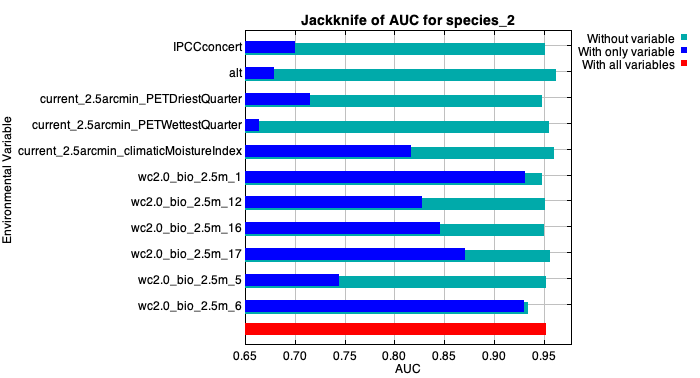 Jackknife of AUC for species_2
Without variable
With only variable
With all variables
Environmental Variable
IPCCconcert
alt
current_2.5arcmin_PETDriestQuarter
current_2.5arcmin_PETWettestQuarter
current_2.5arcmin_climaticMoistureIndex
wc2.0_bio_2.5m_1
wc2.0_bio_2.5m_12
wc2.0_bio_2.5m_16
wc2.0_bio_2.5m_17
wc2.0_bio_2.5m_5
wc2.0_bio_2.5m_6
0.65 0.70 0.75 0.80 0.85 0.90 0.95
AUC